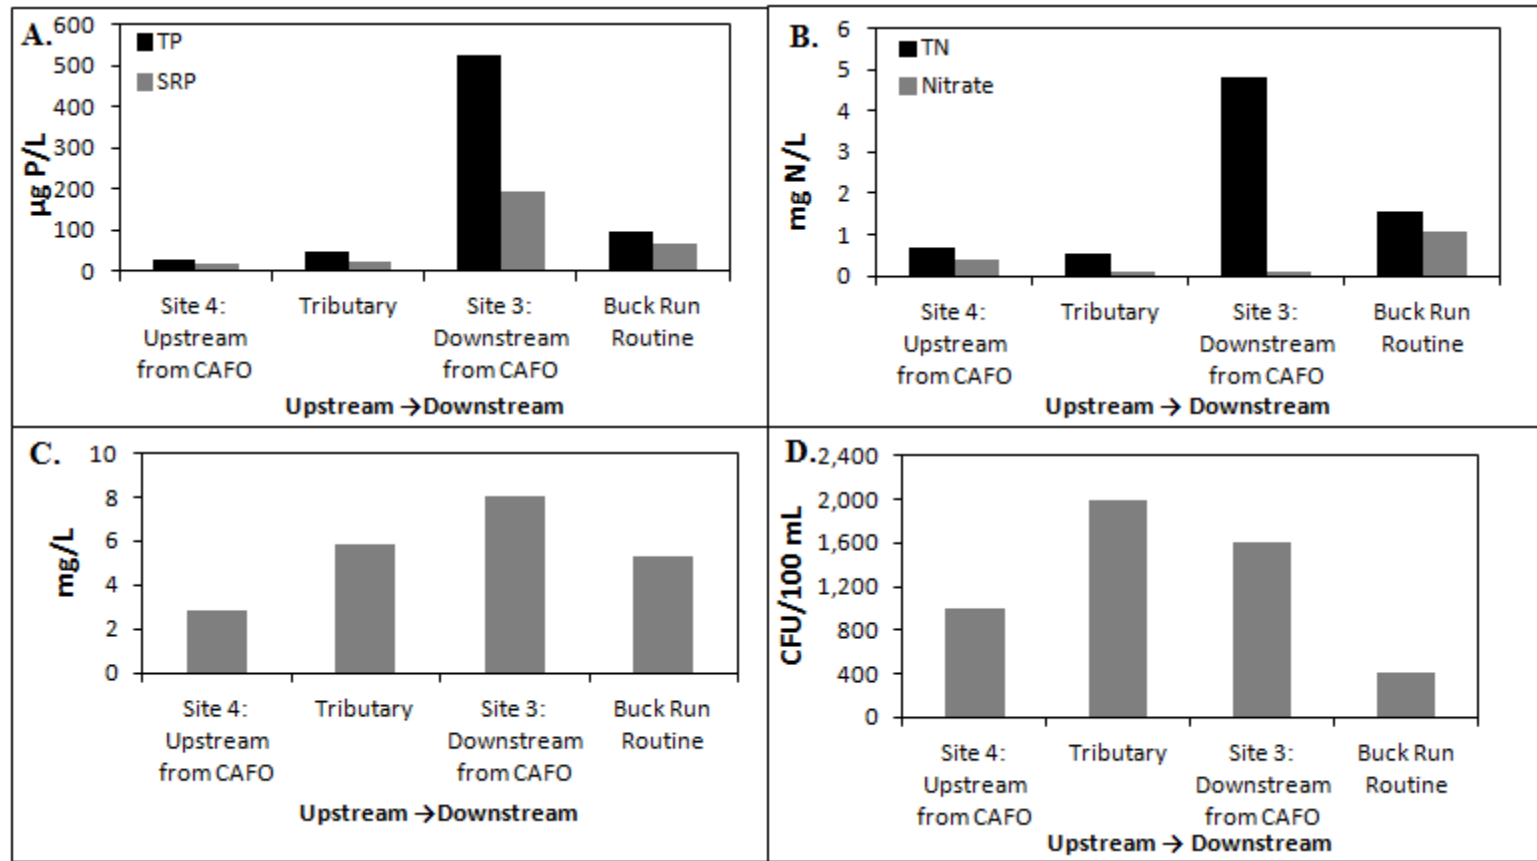 A.
600
500
400
300
200
100
0
µg P/L
TP
SRP
Site 4:
Upstream
from CAFO
Tributary
Site 3:
Downstream
from CAFO
Buck Run
Routine
Upstream →Downstream
B.
6
5
4
3
2
1
0
mg N/L
TN
Nitrate
Site 4:
Upstream
from CAFO
Tributary
Site 3:
Downstream
from CAFO
Buck Run
Routine
Upstream → Downstream
C.
10
8
6
4
2
0
mg/L
Site 4:
Upstream
from CAFO
Tributary
Site 3:
Downstream
from CAFO
Buck Run
Routine
Upstream →Downstream
D.
2,400
2,000
1,600
1,200
800
400
0
CFU/100 mL
Site 4:
Upstream
from CAFO
Tributary
Site 3:
Downstream
from CAFO
Buck Run
Routine
Upstream → Downstream